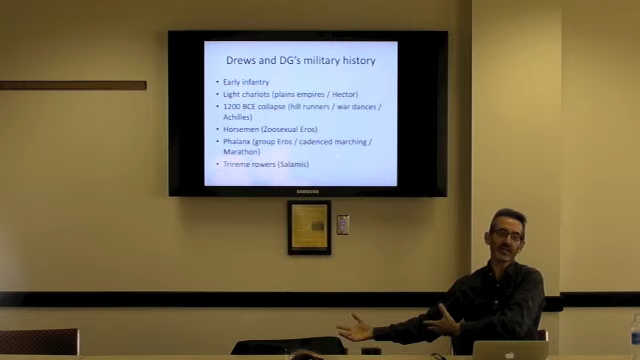 Drews and DG's military history
• Early infantry
• Light chariots (plains empires / Hector)
• 1200 BCE collapse (hill runners / war dances /
Achilles)
• Horsemen (Zoosexual Eros)
• Phalanx (group Eros / cadenced marching /
Marathon)
• Trireme rowers (Salamis)
SAMSUNG